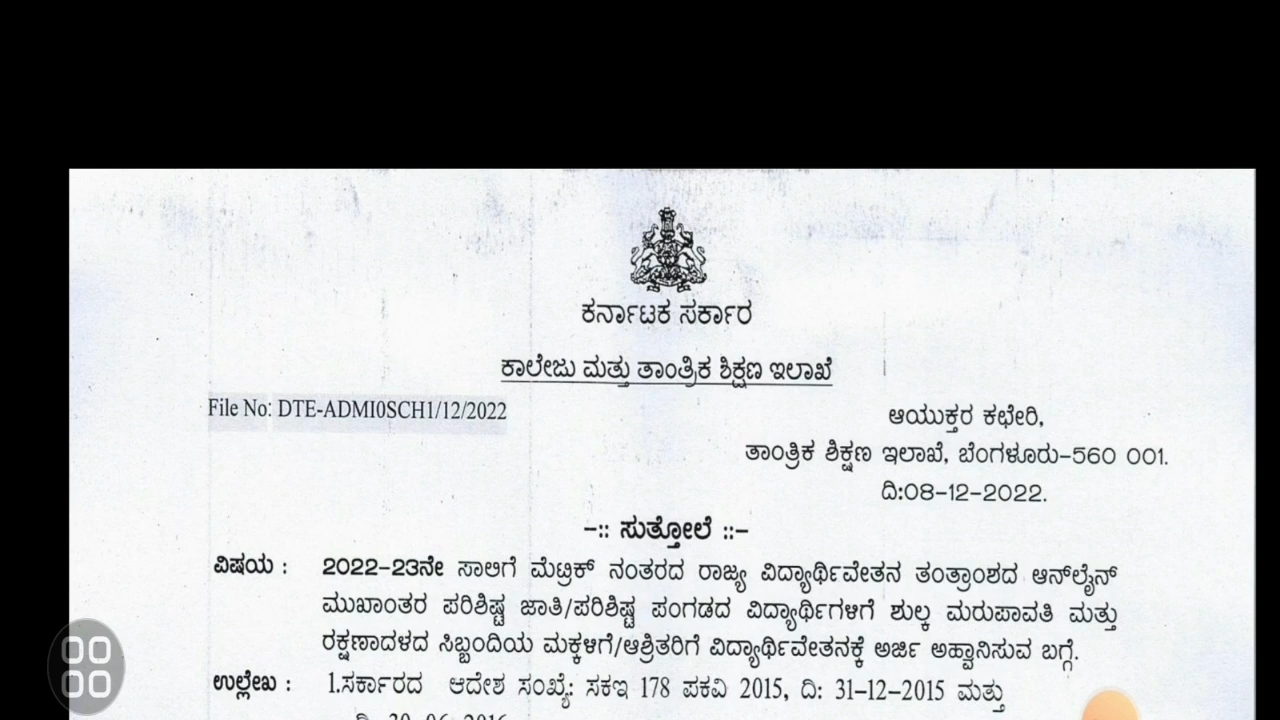 ಕರ್ನಾಟಕ ಸರ್ಕಾರ
ಕಾಲೇಜು ಮತ್ತು ತಾಂತ್ರಿಕ ಶಿಕ್ಷಣ ಇಲಾಖೆ
File No: DTE-ADMI0SCH1/12/2022
ಆಯುಕ್ತರ ಕಛೇರಿ,
ತಾಂತ್ರಿಕ ಶಿಕ್ಷಣ ಇಲಾಖೆ, ಬೆಂಗಳೂರು-560 001.
ದಿ:08-12-2022.
-:: ಸುತ್ತೋಲೆ ::-
ವಿಷಯ : 2022-23ನೇ ಸಾಲಿಗೆ ಮೆಟ್ರಿಕ್ ನಂತರದ ರಾಜ್ಯ ವಿದ್ಯಾರ್ಥಿವೇತನ ತಂತ್ರಾಂಶದ ಆನ್‌ಲೈನ್
ಮುಖಾಂತರ ಪರಿಶಿಷ್ಟ ಜಾತಿ/ಪರಿಶಿಷ್ಟ ಪಂಗಡದ ವಿದ್ಯಾರ್ಥಿಗಳಿಗೆ ಶುಲ್ಕ ಮರುಪಾವತಿ ಮತ್ತು
ರಕ್ಷಣಾದಳದ ಸಿಬ್ಬಂದಿಯ ಮಕ್ಕಳಿಗೆ/ಆಶ್ರಿತರಿಗೆ ವಿದ್ಯಾರ್ಥಿವೇತನಕ್ಕೆ ಅರ್ಜಿ ಅಹ್ವಾನಿಸುವ ಬಗ್ಗೆ.
ಉಲ್ಲೇಖ : 1.ಸರ್ಕಾರದ ಆದೇಶ ಸಂಖ್ಯೆ: ಸಕಇ 178 ಪಕವಿ 2015, ದಿ: 31-12-2015 ಮತ್ತು